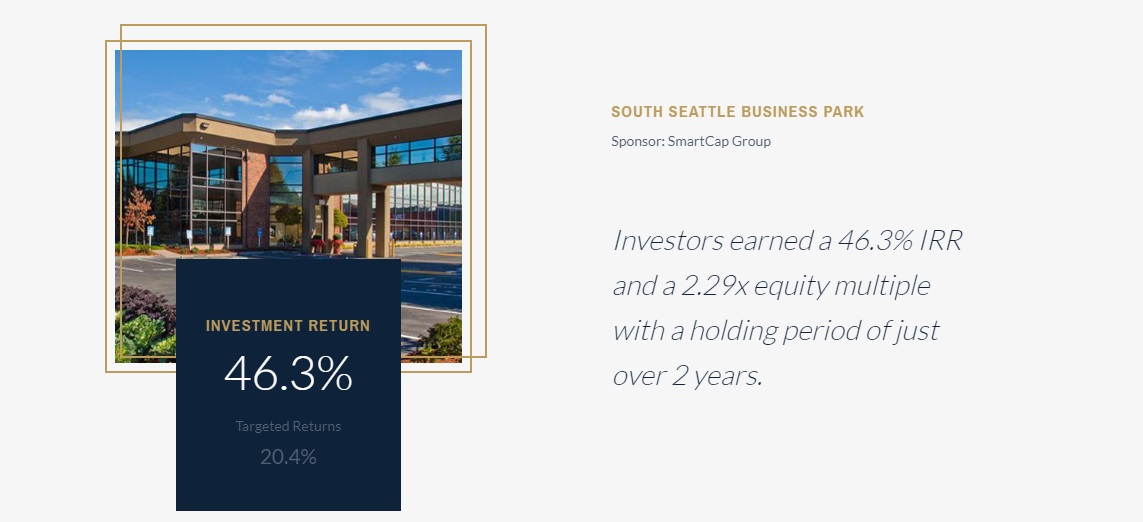 SOUTH SEATTLE BUSINESS PARK
Sponsor: SmartCap Group
Investors earned a 46.3% IRR
and a 2.29x equity multiple
with a holding period of just
over 2 years.
INVESTMENT RETURN
46.3%
Targeted Returns
20.4%